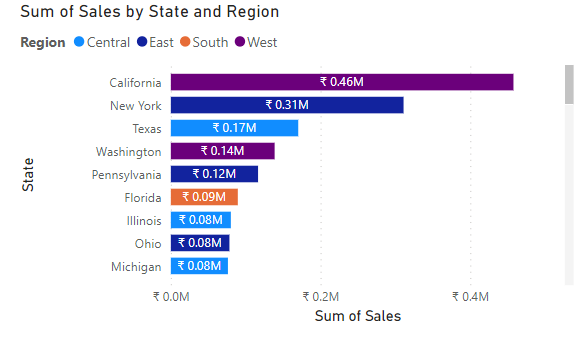 Sum of Sales by State and Region
Region Central East South West
California ₹ 0.46M
New York ₹ 0.31M
Texas ₹ 0.17M
Washington ₹ 0.14M
Pennsylvania ₹ 0.12M
Florida ₹ 0.09M
Illinois ₹ 0.08M
Ohio ₹ 0.08M
Michigan ₹ 0.08M
State
₹ 0.0M ₹ 0.2M ₹ 0.4M
Sum of Sales